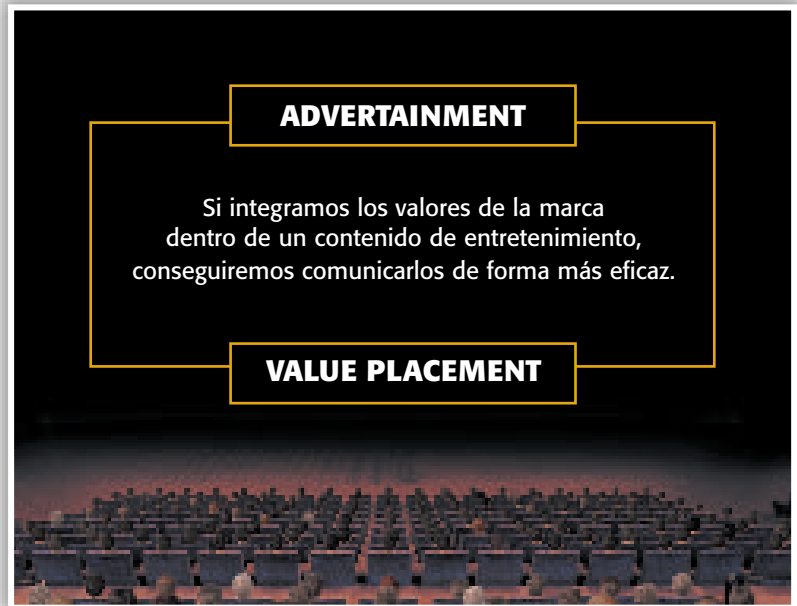 ADVERTAINMENT
Si integramos los valores de la marca
dentro de un contenido de entretenimiento,
conseguiremos comunicarlos de forma más eficaz.
VALUE PLACEMENT